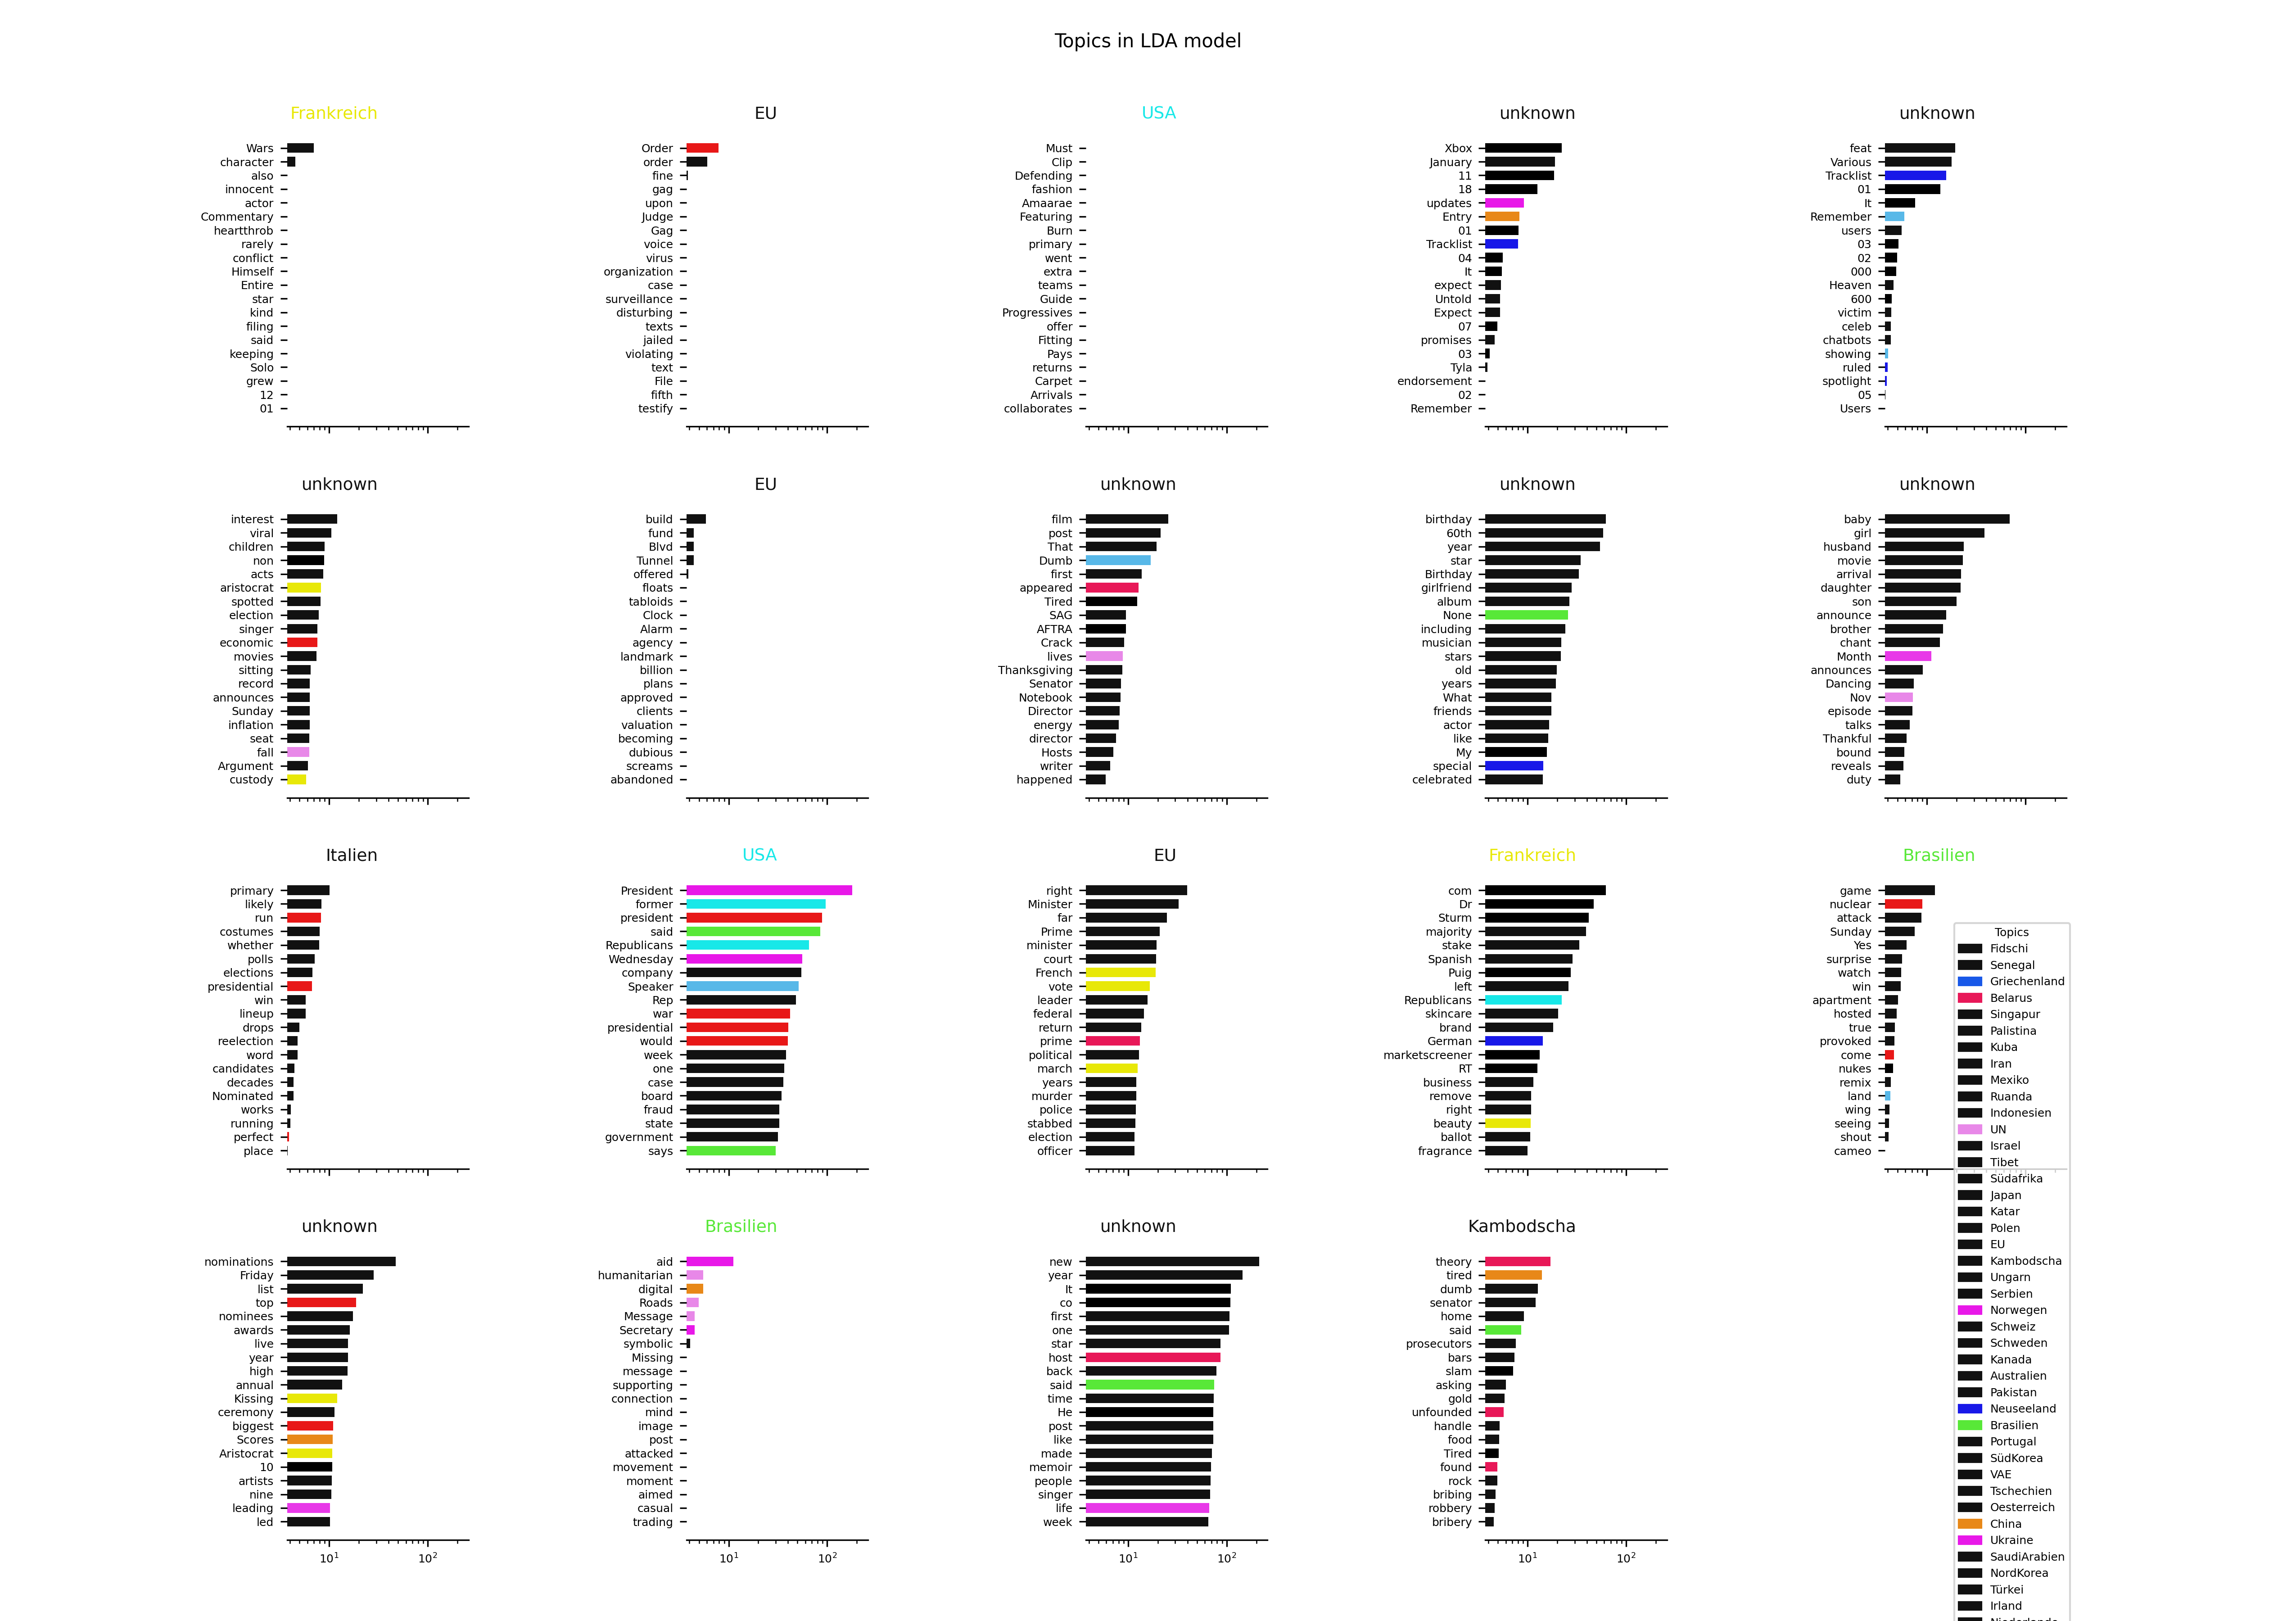 Topics in LDA model
Frankreich
Wars
character
also
innocent
actor
Commentary
heartthrob
rarely
conflict
Himself
Entire
star
kind
filing
said
keeping
Solo
grew
12
01
EU
Order
order
fine
gag
upon
Judge
Gag
voice
virus
organization
case
surveillance
disturbing
texts
jailed
violating
text
File
fifth
testify
USA
Must
Clip
Defending
fashion
Amaarae
Featuring
Burn
primary
went
extra
teams
Guide
Progressives
offer
Fitting
Pays
returns
Carpet
Arrivals
collaborates
unknown
Xbox
January
11
18
updates
Entry
01
Tracklist
04
It
expect
Untold
Expect
07
promises
03
Tyla
endorsement
02
Remember
unknown
feat
Various
Tracklist
01
It
Remember
users
03
02
000
Heaven
600
victim
celeb
chatbots
showing
ruled
spotlight
05
Users
unknown
interest
viral
children
non
acts
aristocrat
spotted
election
singer
economic
movies
sitting
record
announces
Sunday
inflation
seat
fall
Argument
custody
EU
build
fund
Blvd
Tunnel
offered
floats
tabloids
Clock
Alarm
agency
landmark
billion
plans
approved
clients
valuation
becoming
dubious
screams
abandoned
unknown
film
post
That
Dumb
first
appeared
Tired
SAG
AFTRA
Crack
lives
Thanksgiving
Senator
Notebook
Director
energy
director
Hosts
writer
happened
unknown
birthday
60th
year
star
Birthday
girlfriend
album
None
including
musician
stars
old
years
What
friends
actor
like
My
special
celebrated
unknown
baby
girl
husband
movie
arrival
daughter
son
announce
brother
chant
Month
announces
Dancing
Nov
episode
talks
Thankful
bound
reveals
duty
Italien
primary
likely
run
costumes
whether
polls
elections
presidential
win
lineup
drops
reelection
word
candidates
decades
Nominated
works
running
perfect
place
USA
President
former
president
said
Republicans
Wednesday
company
Speaker
Rep
war
presidential
would
week
one
case
board
fraud
state
government
says
EU
right
Minister
far
Prime
minister
court
French
vote
leader
federal
return
prime
political
march
years
murder
police
stabbed
election
officer
Frankreich
com
Dr
Sturm
majority
stake
Spanish
Puig
left
Republicans
skincare
brand
German
marketscreener
RT
business
remove
right
beauty
ballot
fragrance
Brasilien
game
nuclear
attack
Sunday
Yes
surprise
watch
win
apartment
hosted
true
provoked
come
nukes
remix
land
wing
seeing
shout
cameo
unknown
nominations
Friday
list
top
nominees
awards
live
year
high
annual
Kissing
ceremony
biggest
Scores
Aristocrat
10
artists
nine
leading
led
10^1 10^2
Brasilien
aid
humanitarian
digital
Roads
Message
Secretary
symbolic
Missing
message
supporting
connection
mind
image
post
attacked
movement
moment
aimed
casual
trading
10^1 10^2
unknown
new
year
It
co
first
one
star
host
back
said
time
He
post
like
made
memoir
people
singer
life
week
10^1 10^2
Kambodscha
theory
tired
dumb
senator
home
said
prosecutors
bars
slam
asking
gold
unfounded
handle
food
Tired
found
rock
bribing
robbery
bribery
10^1 10^2
Topics
Fidschi
Senegal
Griechenland
Belarus
Singapur
Palistina
Kuba
Iran
Mexiko
Ruanda
Indonesien
UN
Israel
Tibet
Südafrika
Japan
Katar
Polen
EU
Kambodscha
Ungarn
Serbien
Norwegen
Schweiz
Schweden
Kanada
Australien
Pakistan
Neuseeland
Brasilien
Portugal
SüdKorea
VAE
Tschechien
Oesterreich
China
Ukraine
SaudiArabien
NordKorea
Türkei
Irland